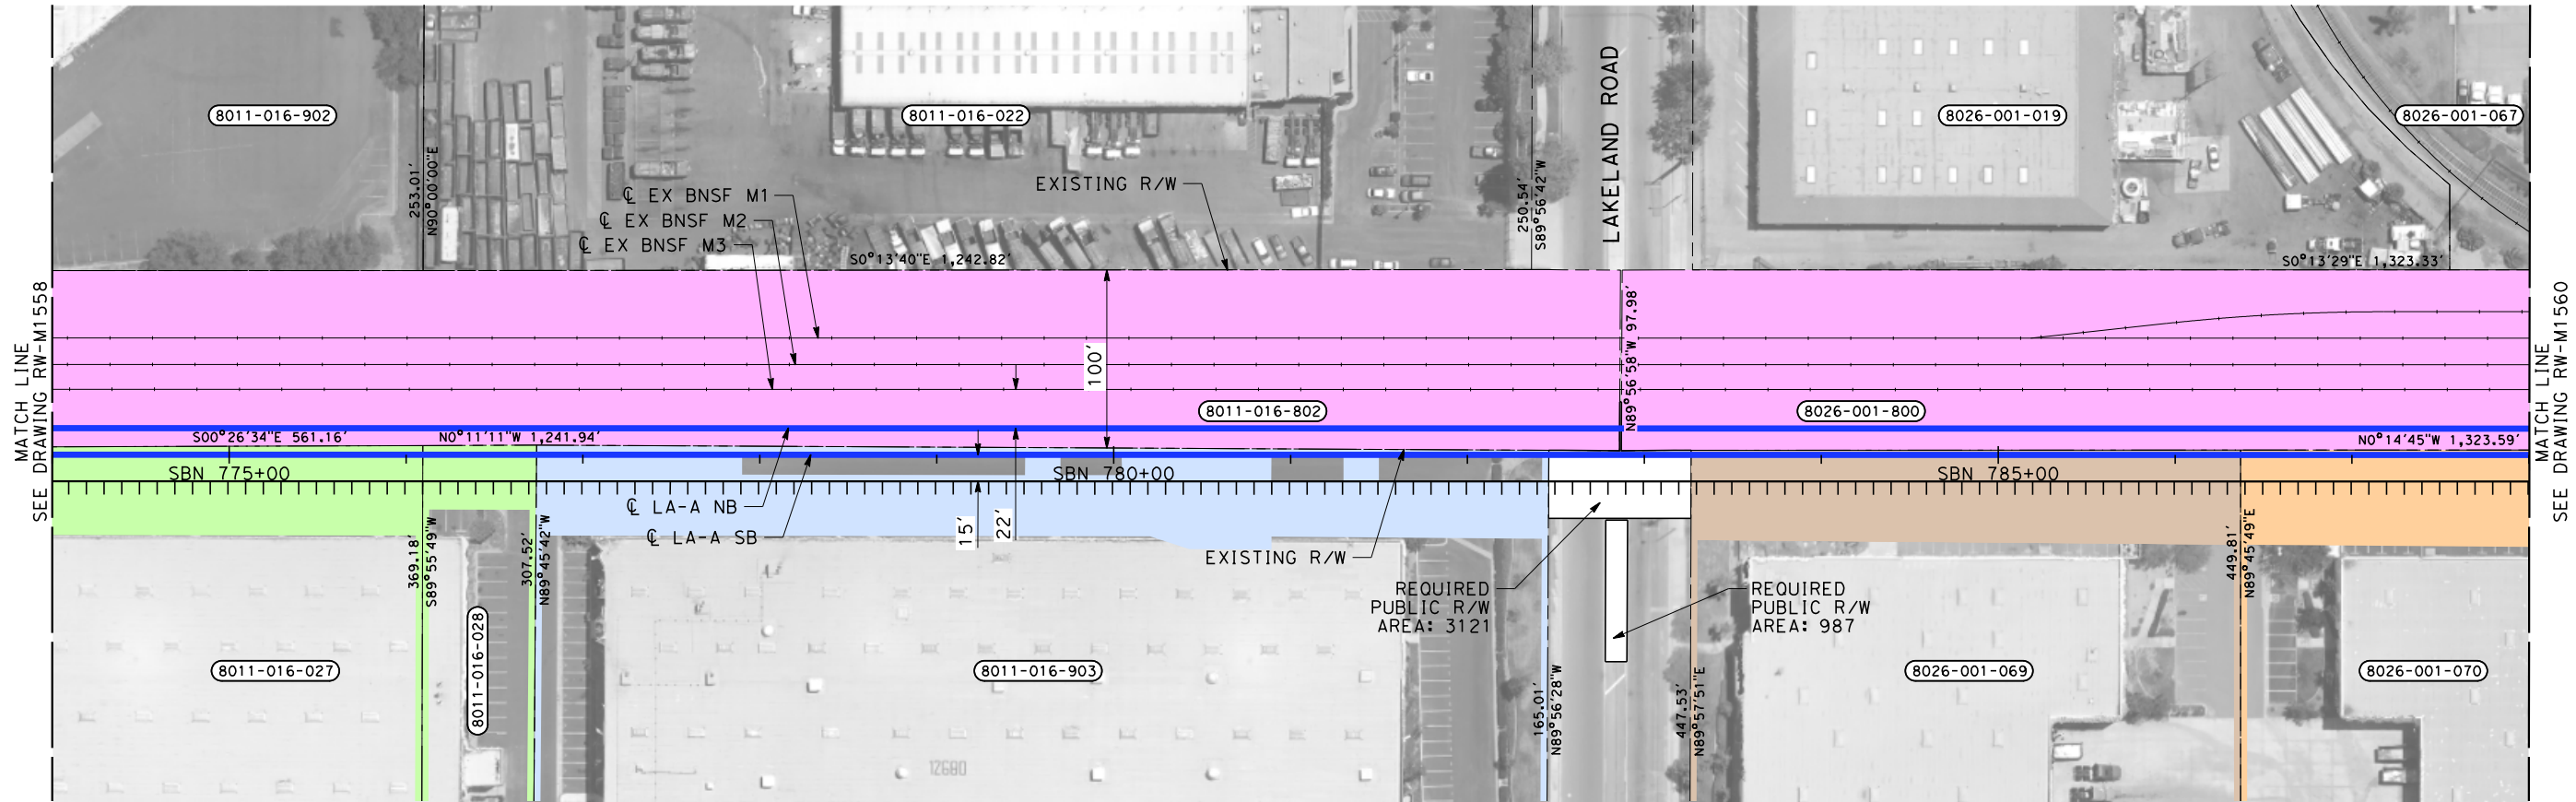 8011-016-902
8011-016-022
LAKELAND ROAD
8026-001-019
8026-001-067
253.01'
N90°00'00"E
℄ EX BNSF M1
℄ EX BNSF M2
℄ EX BNSF M3
EXISTING R/W
250.54'
S89°56'42"W
S0°13'40"E 1,242.82'
S0°13'29"E 1,323.33'
MATCH LINE
SEE DRAWING RW-M1558
100'
N89°56'58"W 97.98'
MATCH LINE
SEE DRAWING RW-M1560
8011-016-802
8026-001-800
S00°26'34"E 561.16'
N0°11'11"W 1,241.94'
N0°14'45"W 1,323.59'
SBN 775+00
SBN 780+00
SBN 785+00
℄ LA-A NB
℄ LA-A SB
15'
22'
EXISTING R/W
369.18'
S89°55'49"W
307.52'
N89°45'42"W
449.81'
N89°45'49"E
REQUIRED
PUBLIC R/W
AREA: 3121
REQUIRED
PUBLIC R/W
AREA: 987
8011-016-027
8011-016-028
8011-016-903
165.01'
N89°56'28"W
447.53'
N89°57'51"E
8026-001-069
8026-001-070
12680